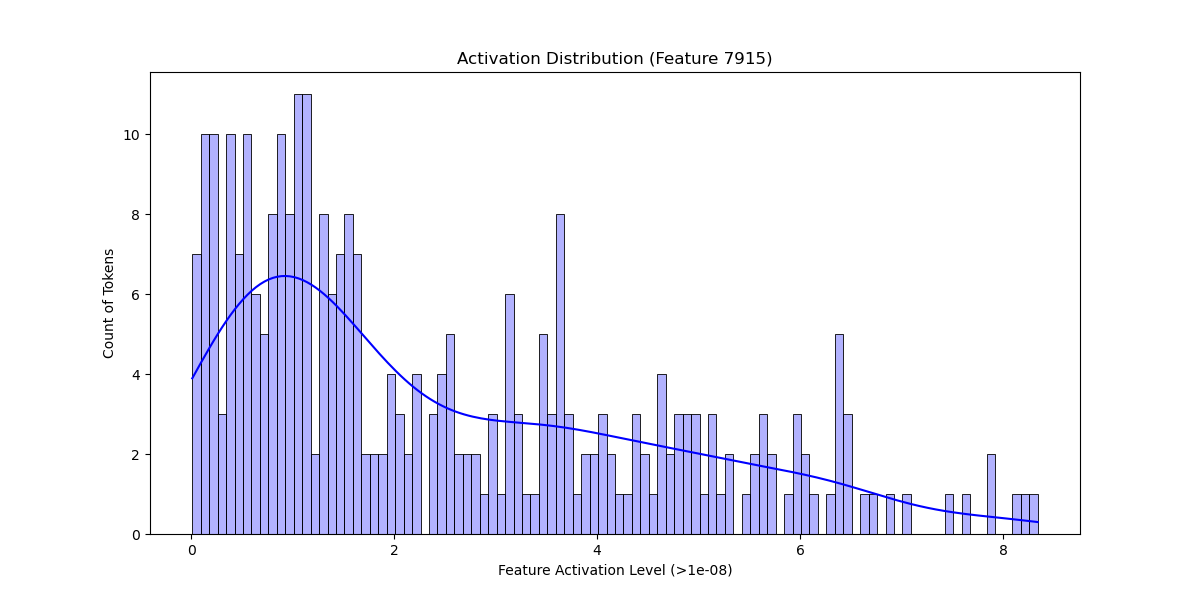 Activation Distribution (Feature 7915)
Count of Tokens
10
8
6
4
2
0
0 2 4 6 8
Feature Activation Level (>1e-08)